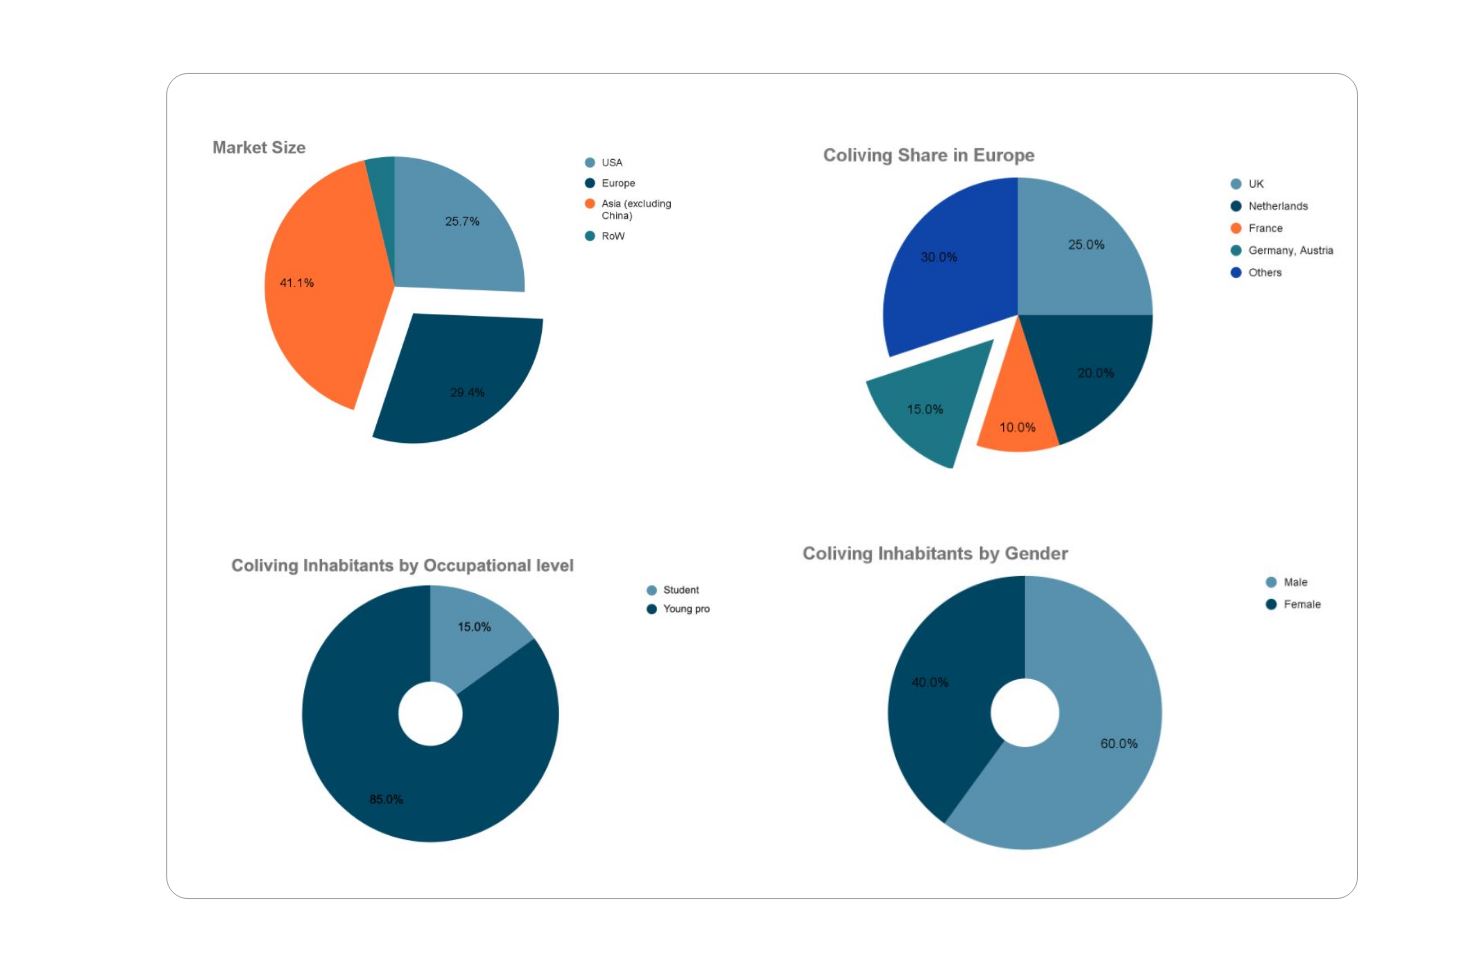 Market Size
USA
Europe
Asia (excluding
China)
RoW
25.7%
41.1%
29.4%
Coliving Share in Europe
UK
Netherlands
France
Germany, Austria
Others
25.0%
30.0%
20.0%
15.0%
10.0%
Coliving Inhabitants by Occupational level
Student
Young pro
15.0%
85.0%
Coliving Inhabitants by Gender
Male
Female
40.0%
60.0%